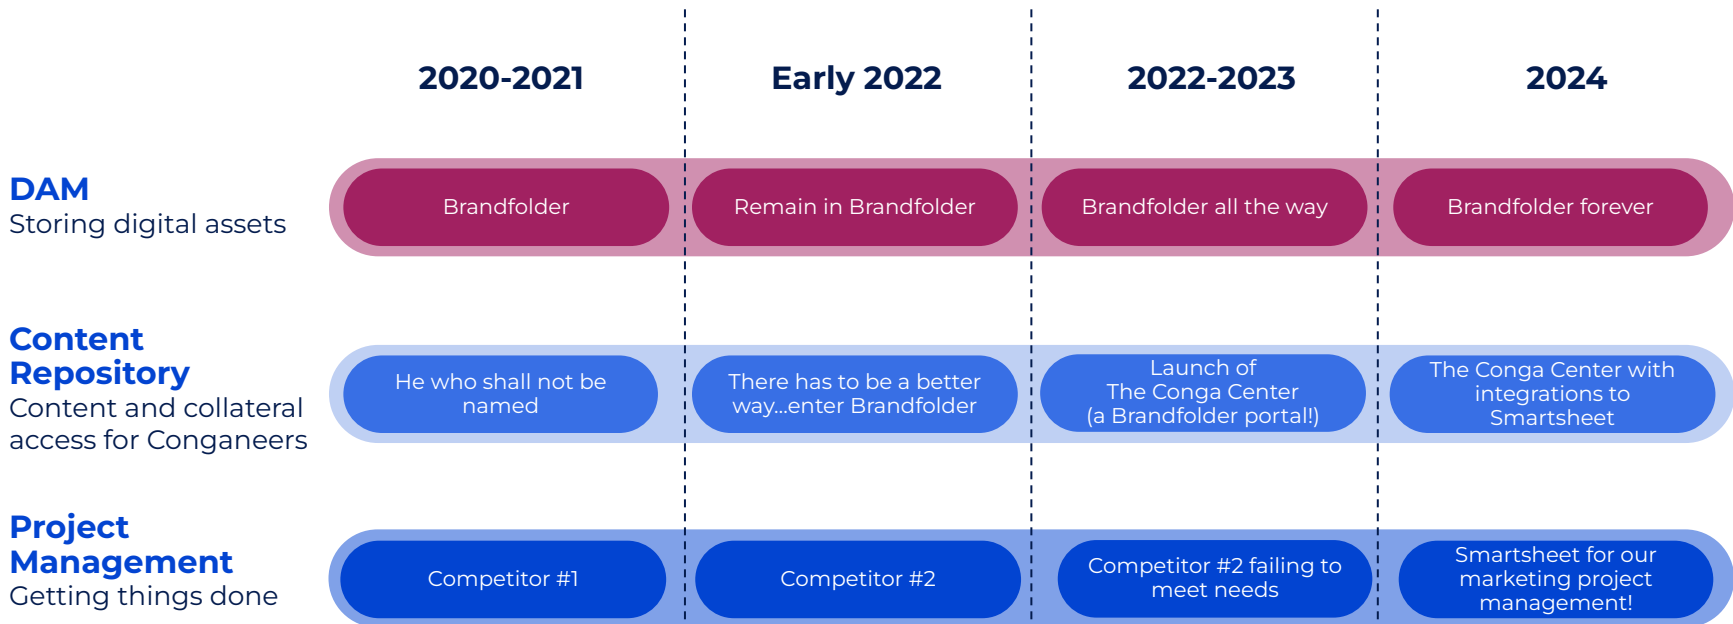 2020-2021
Early 2022
2022-2023
2024
DAM
Storing digital assets
Brandfolder
Remain in Brandfolder
Brandfolder all the way
Brandfolder forever
Content
Repository
Content and collateral
access for Conganeers
He who shall not be
named
There has to be a better
way...enter Brandfolder
Launch of
The Conga Center
(a Brandfolder portal!)
The Conga Center with
integrations to
Smartsheet
Project
Management
Getting things done
Competitor #1
Competitor #2
Competitor #2 failing to
meet needs
Smartsheet for our
marketing project
management!